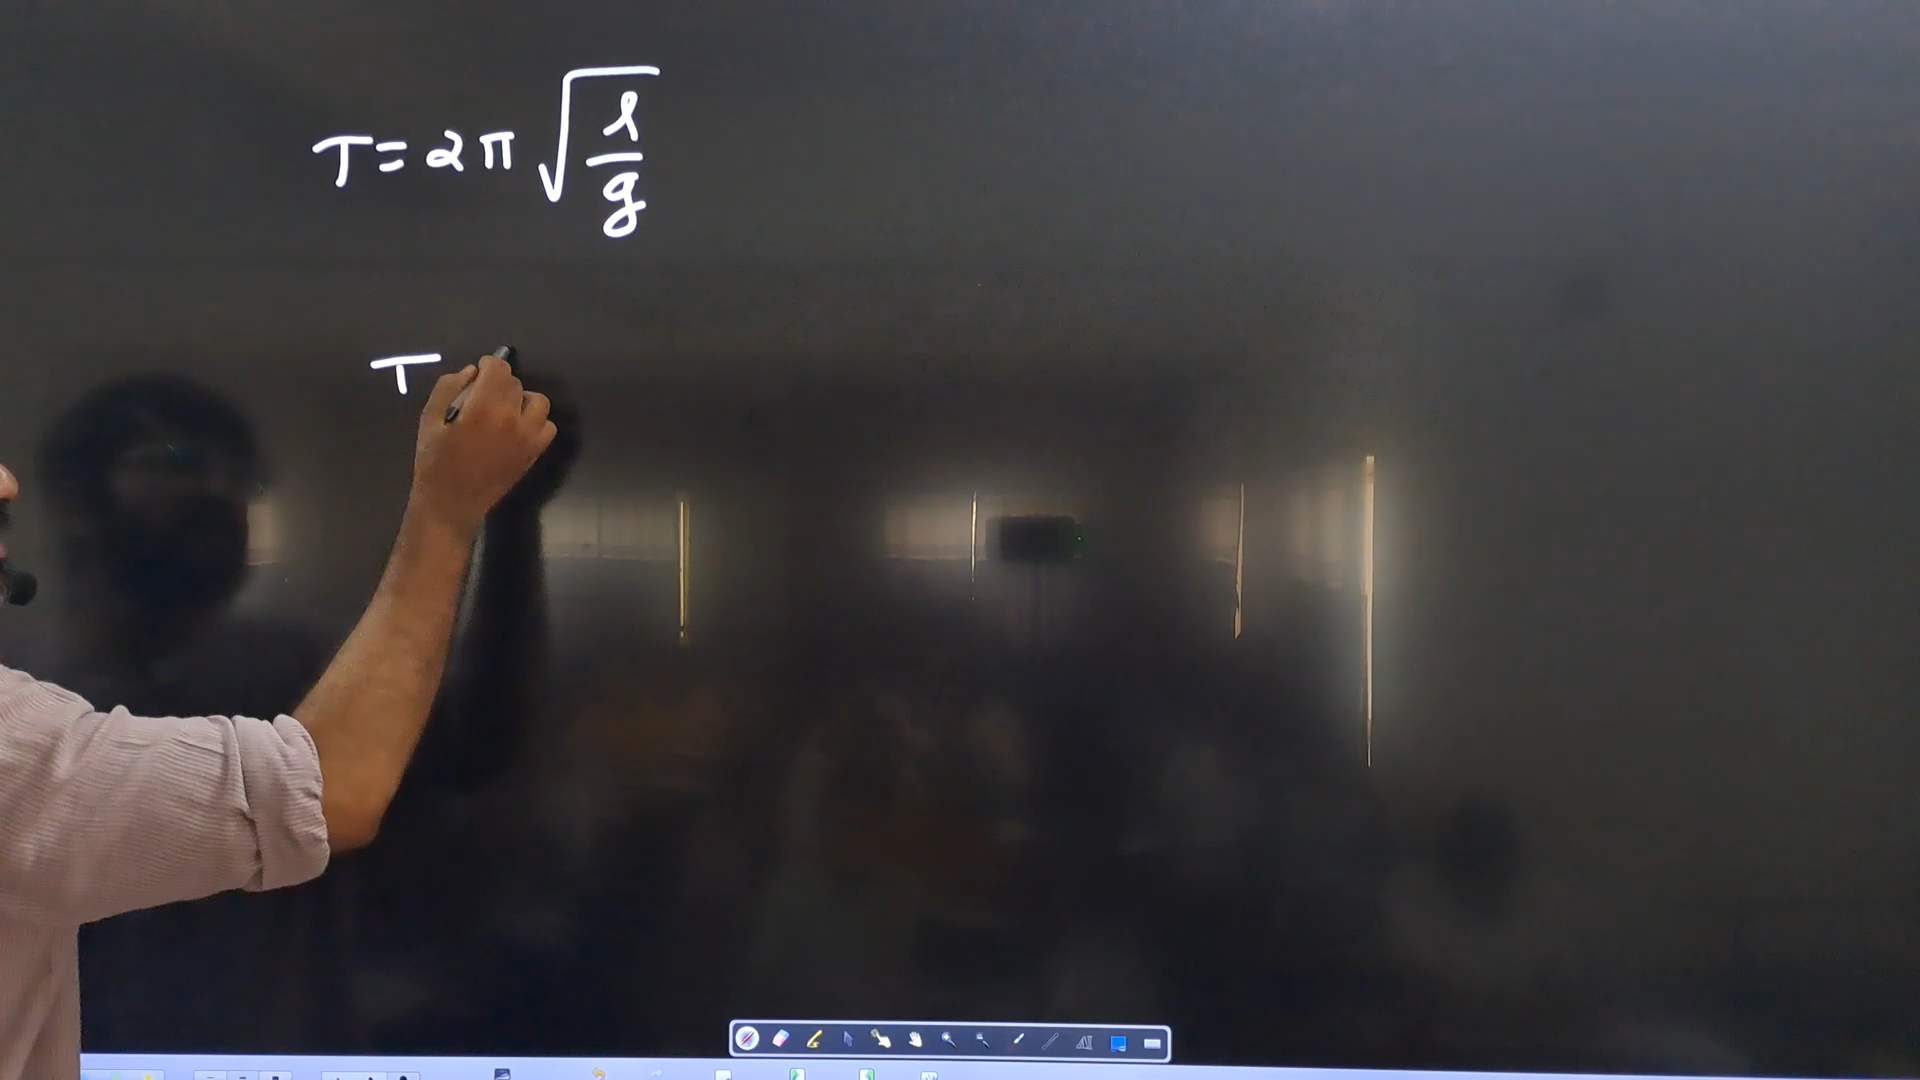 T = 2π √(l/g)
T